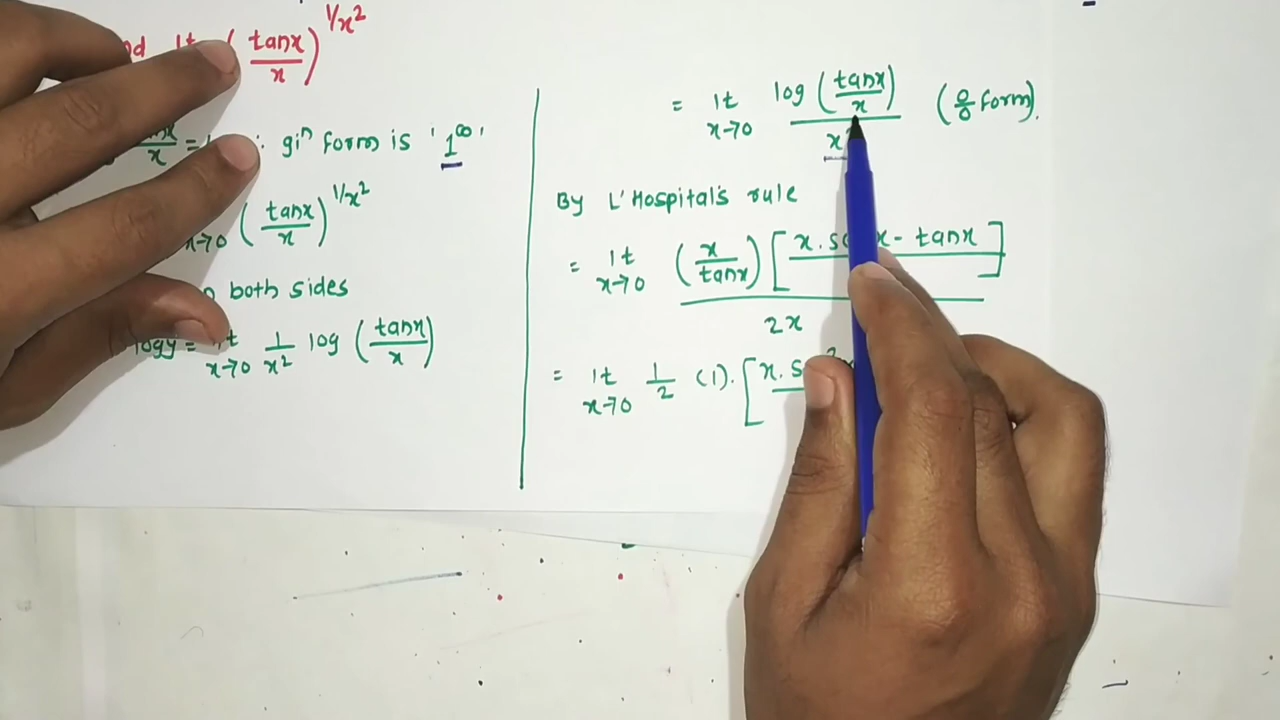 lt (tanx/x)^1/x²
x = : giⁿ form is '1^∞'
x→0 (tanx/x)^1/x²
both sides
logy = lt x→0 1/x² log (tanx/x)
= lt x→0 log (tanx/x) / x (0/0 form).
By L'Hospital's rule
= lt x→0 (x/tanx) [x. x - tanx] / 2x
= lt x→0 1/2 (1). [x.